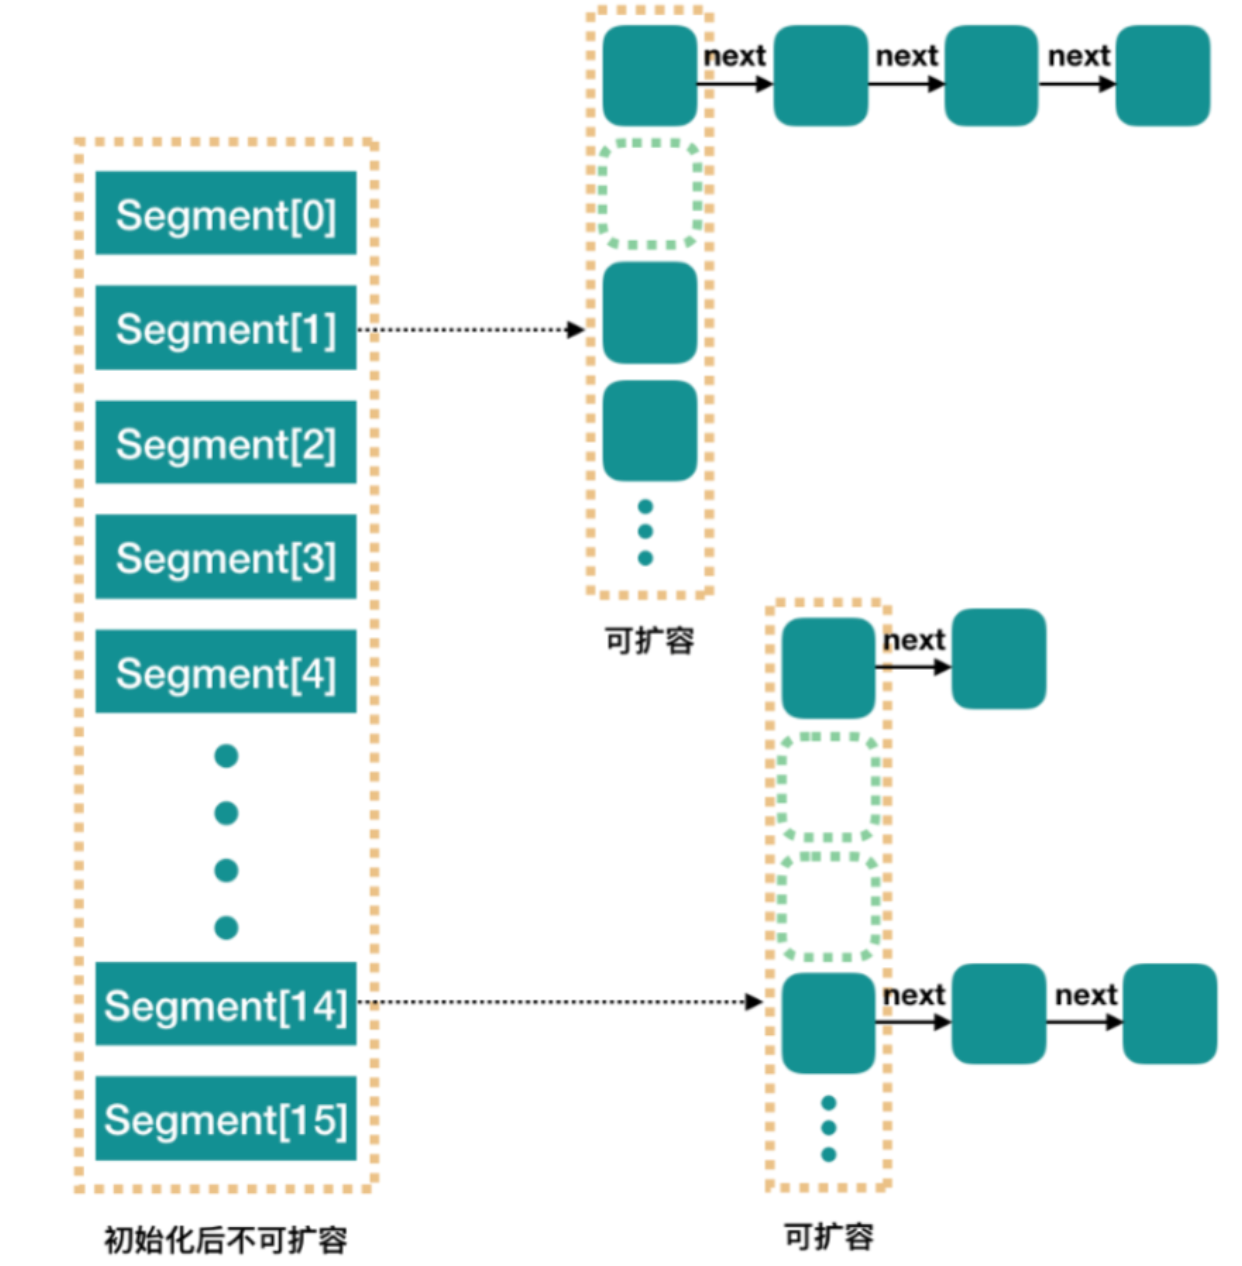 next next next
Segment[0]
Segment[1]
Segment[2]
Segment[3]
Segment[4]
Segment[14]
Segment[15]
初始化后不可扩容
可扩容
next
next next
可扩容